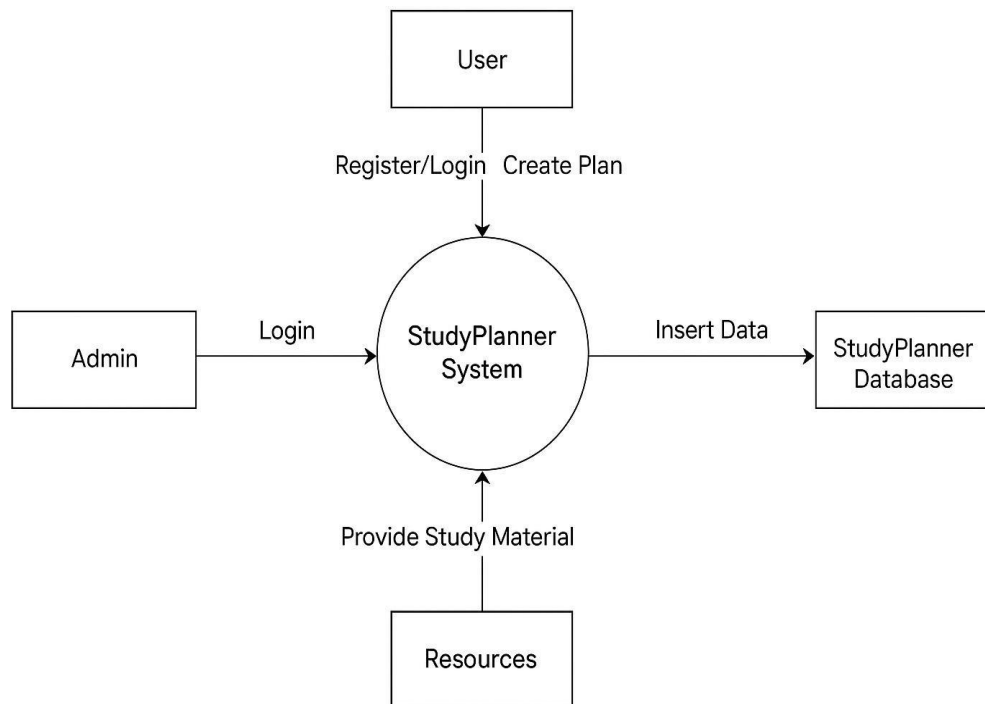 User
Register/Login Create Plan
Admin
Login
StudyPlanner
System
Insert Data
StudyPlanner
Database
Provide Study Material
Resources